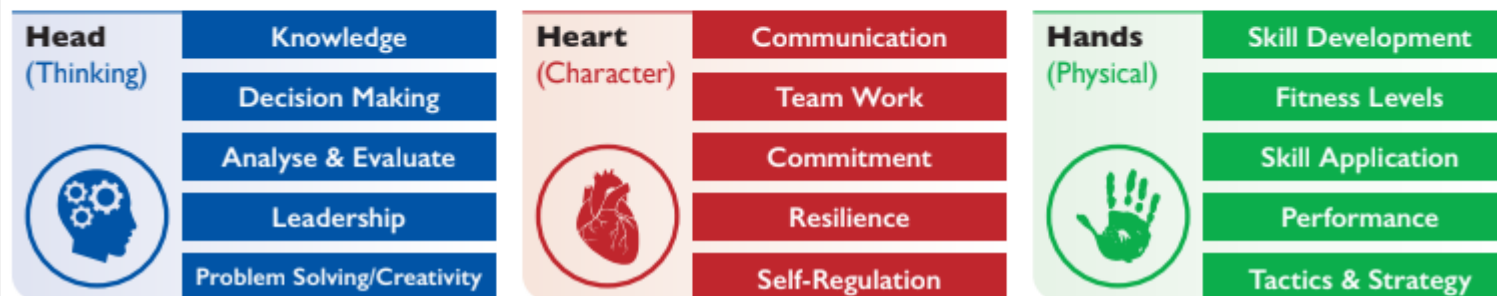 Head
(Thinking)
Knowledge
Decision Making
Analyse & Evaluate
Leadership
Problem Solving/Creativity
Heart
(Character)
Communication
Team Work
Commitment
Resilience
Self-Regulation
Hands
(Physical)
Skill Development
Fitness Levels
Skill Application
Performance
Tactics & Strategy